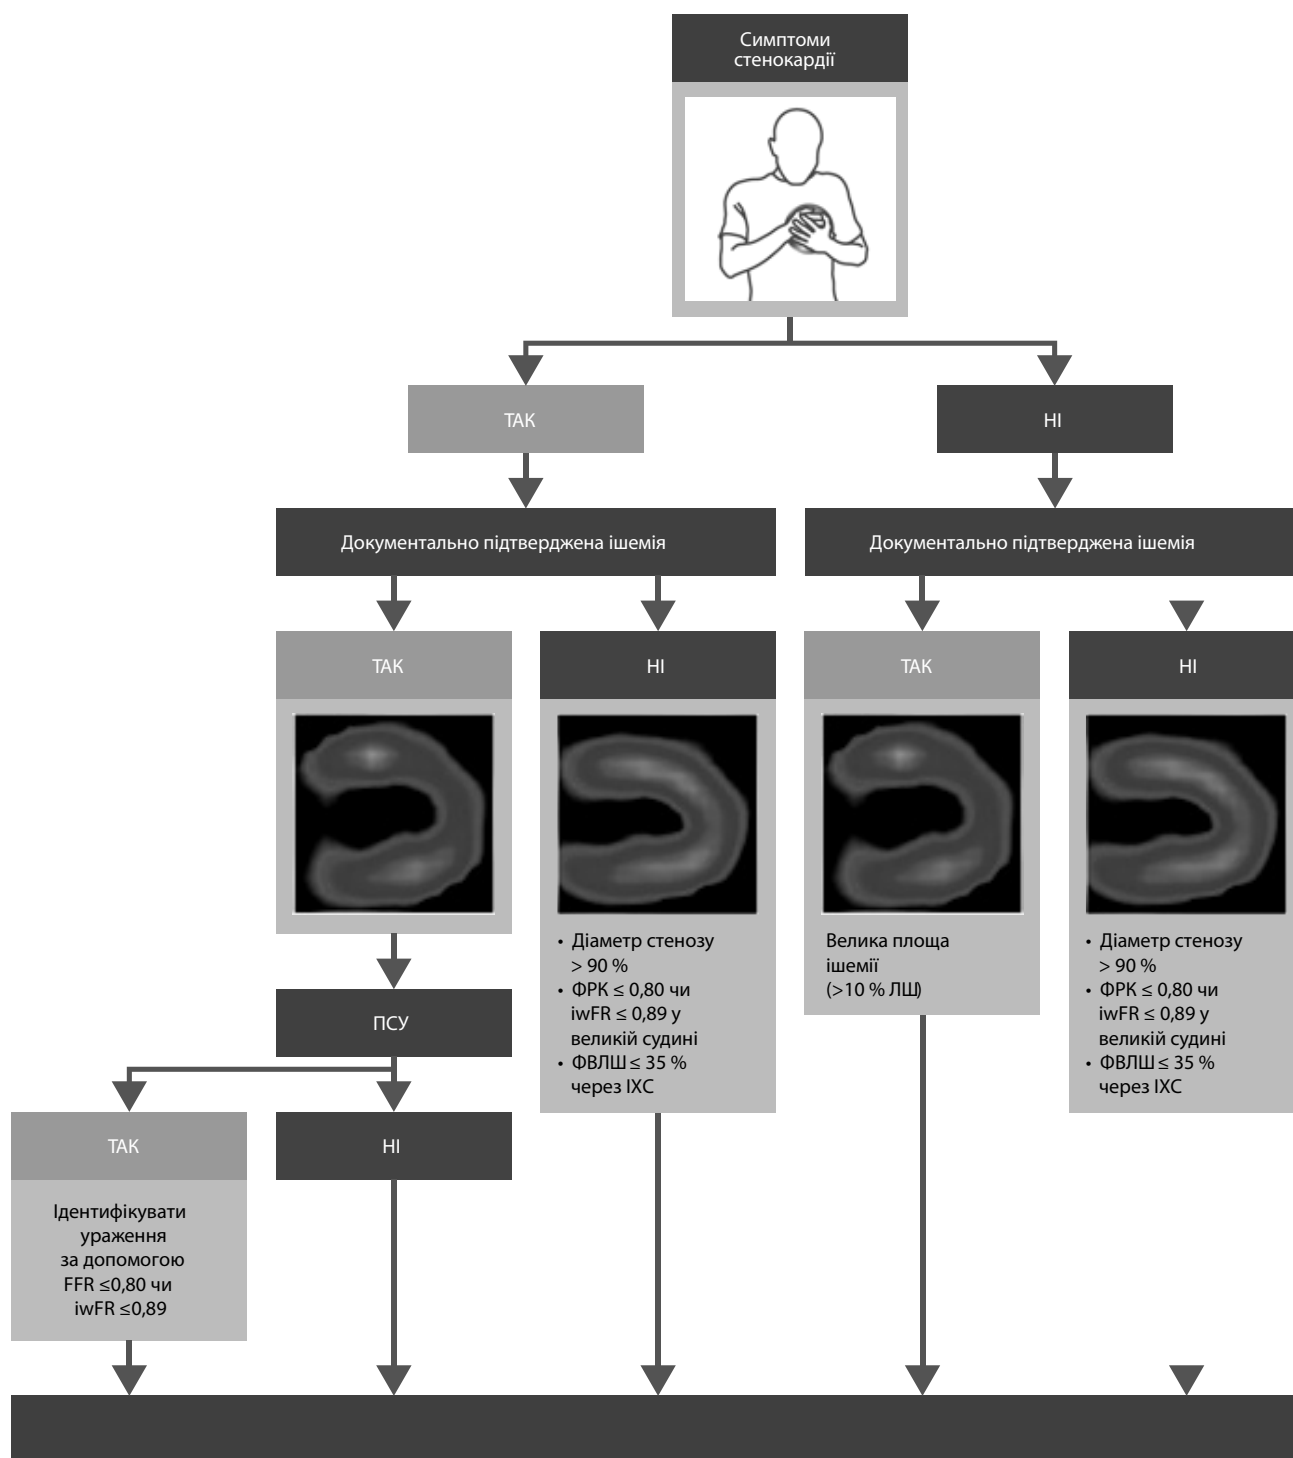 Симптоми
стенокардії
ТАК
НІ
Документально підтверджена ішемія
Документально підтверджена ішемія
ТАК
НІ
ТАК
НІ
• Діаметр стенозу
> 90 %
• ФРК ≤ 0,80 чи
iwFR ≤ 0,89 у
великій судині
• ФВЛШ ≤ 35 %
через ІХС
Велика площа
ішемії
(>10 % ЛШ)
• Діаметр стенозу
> 90 %
• ФРК ≤ 0,80 чи
iwFR ≤ 0,89 у
великій судині
• ФВЛШ ≤ 35 %
через ІХС
ПСУ
ТАК
НІ
Ідентифікувати
ураження
за допомогою
FFR ≤0,80 чи
iwFR ≤0,89